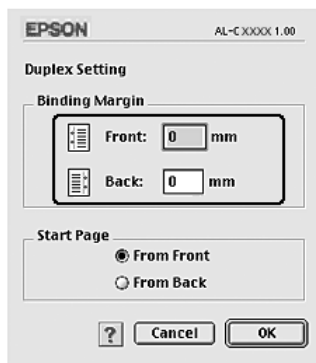 EPSON AL-C XXXX 1.00
Duplex Setting
Binding Margin
Front: 0 mm
Back: 0 mm
Start Page
From Front
From Back
? Cancel OK